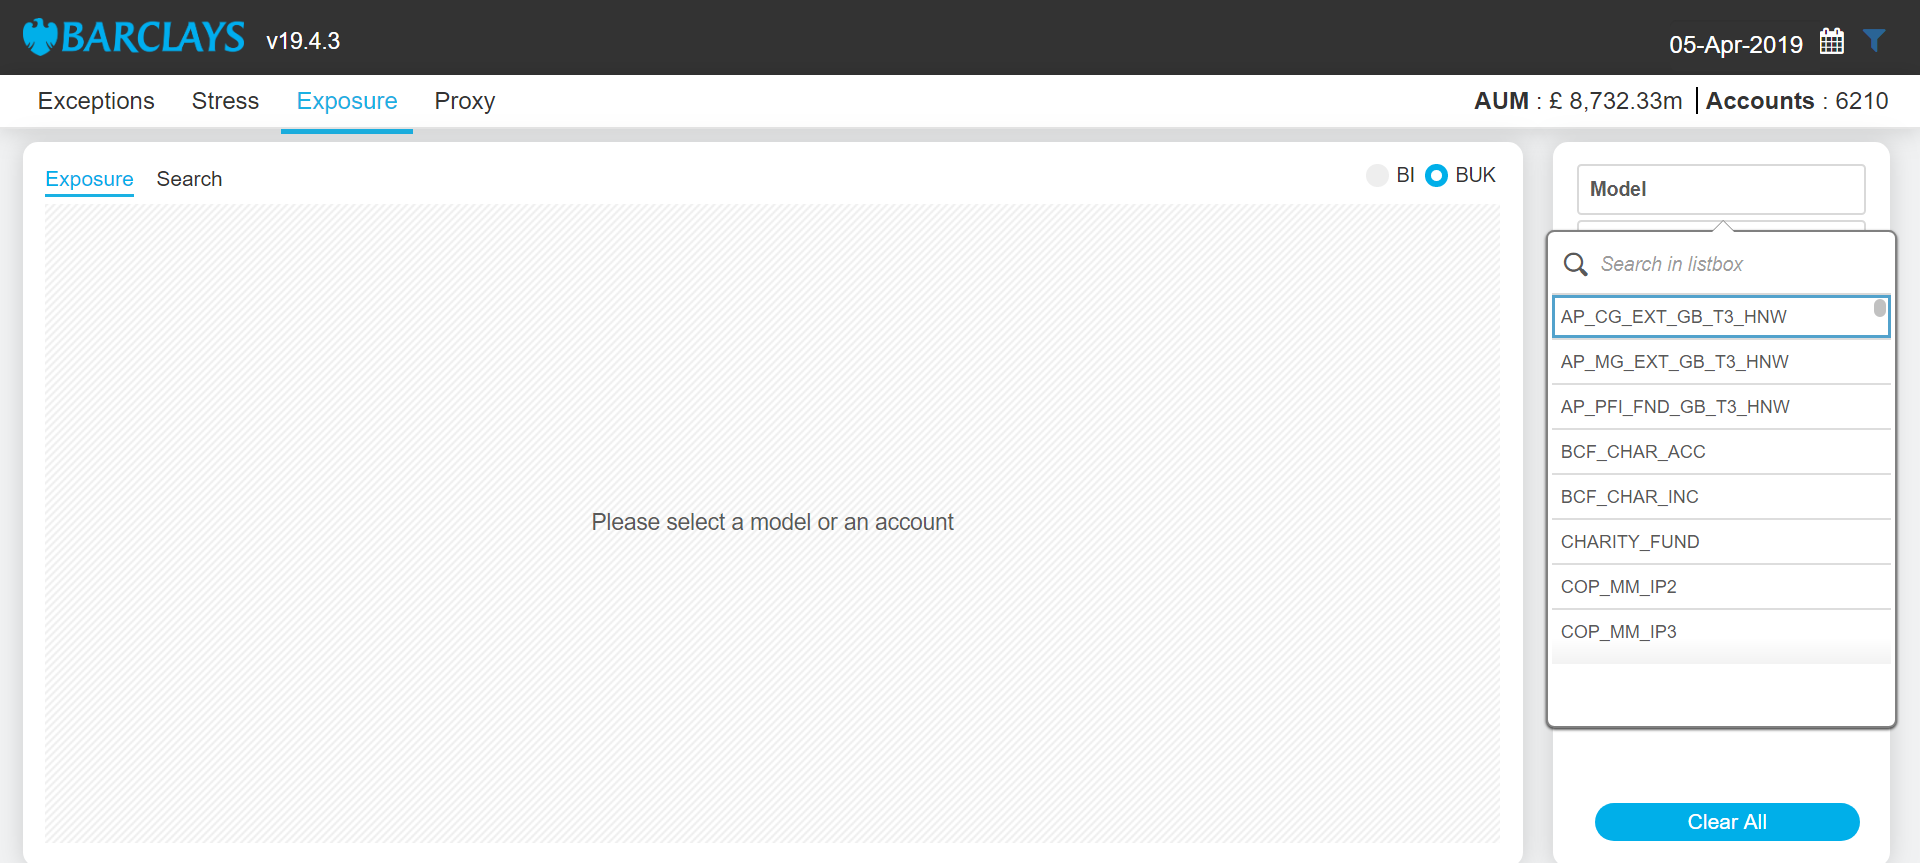 BARCLAYS v19.4.3
05-Apr-2019
Exceptions Stress Exposure Proxy
AUM : £ 8,732.33m Accounts : 6210
Exposure Search
BI BUK
Please select a model or an account
Model
Search in listbox
AP_CG_EXT_GB_T3_HNW
AP_MG_EXT_GB_T3_HNW
AP_PFI_FND_GB_T3_HNW
BCF_CHAR_ACC
BCF_CHAR_INC
CHARITY_FUND
COP_MM_IP2
COP_MM_IP3
Clear All